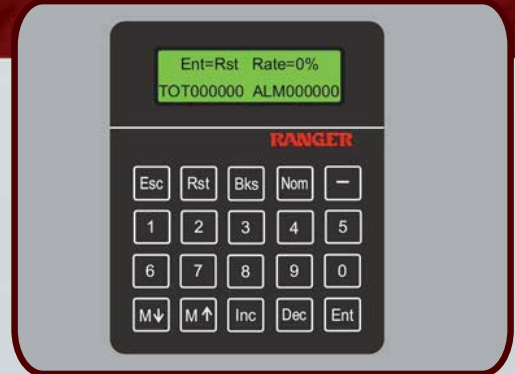 Ent=Rst Rate=0%
TOT000000 ALM000000
RANGER
Esc Rst Bks Nom −
1 2 3 4 5
6 7 8 9 0
M↓ M↑ Inc Dec Ent